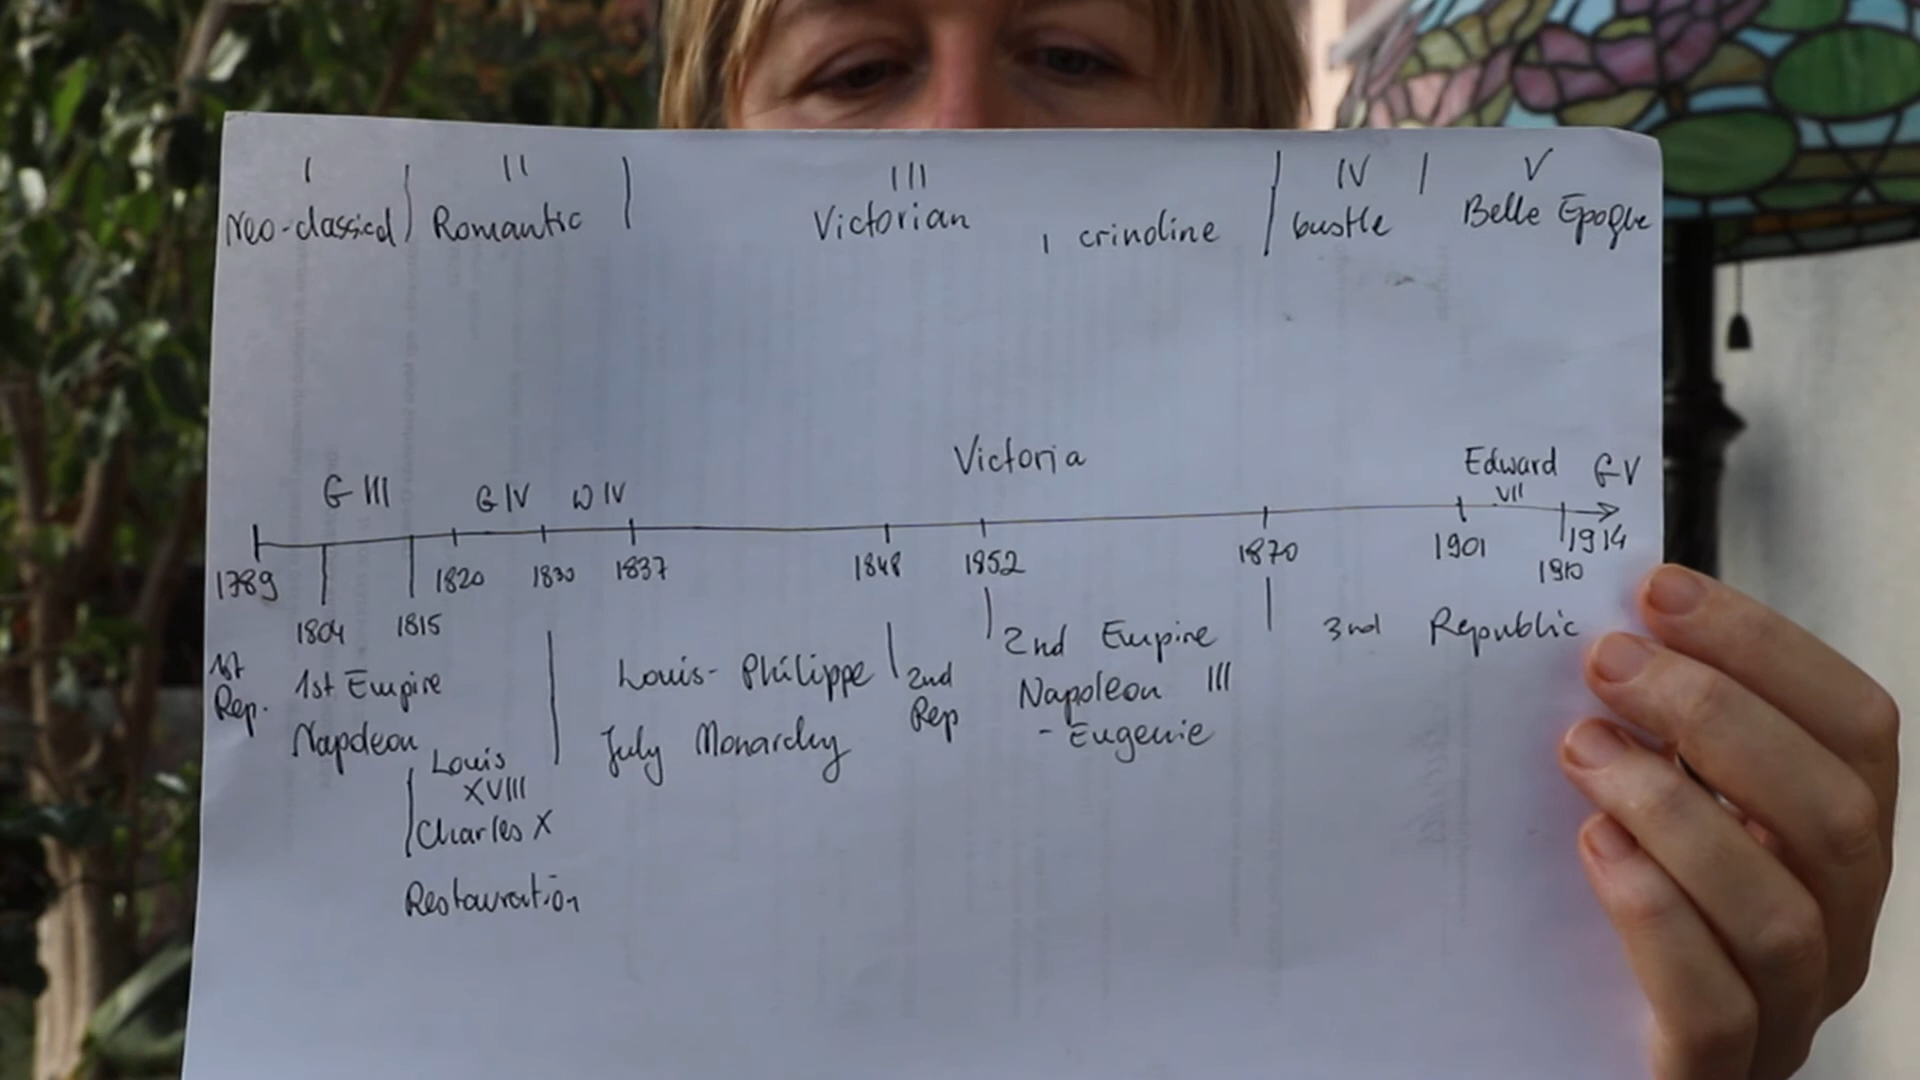 I II III IV V
Neo-classical Romantic Victorian crinoline bustle Belle Epoque
Victoria
G III G IV W IV Edward VII G V
1789 1804 1815 1820 1830 1837 1848 1852 1870 1901 1910 1914
1st Rep.
1st Empire
Napoleon
Louis XVIII
Charles X
Restauration
Louis-Philippe
July Monarchy
2nd Rep
2nd Empire
Napoleon III
- Eugenie
3nd Republic